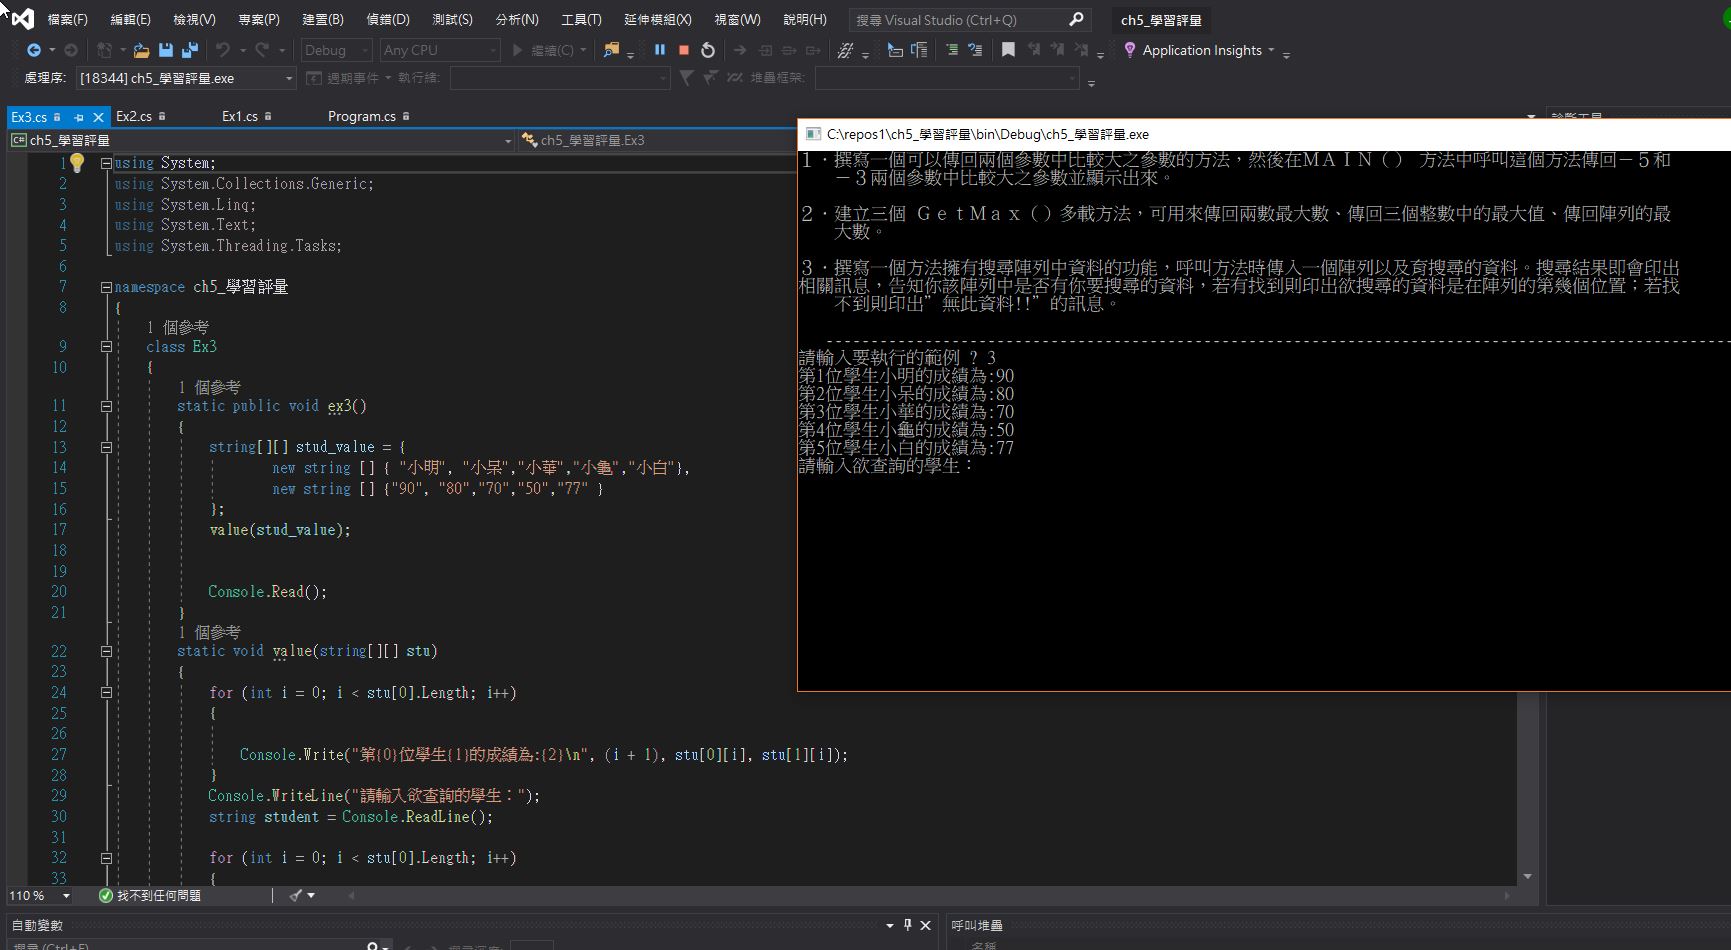 檔案(F) 編輯(E) 檢視(V) 專案(P) 建置(B) 偵錯(D) 測試(S) 分析(N) 工具(T) 延伸模組(X) 視窗(W) 說明(H) 搜尋 Visual Studio (Ctrl+Q) ch5_學習評量
Debug Any CPU 繼續(C) Application Insights
處理序: [18344] ch5_學習評量.exe 週期事件 執行緒: 堆疊框架:
Ex3.cs Ex2.cs Ex1.cs Program.cs
ch5_學習評量 ch5_學習評量.Ex3
1 using System;
2 using System.Collections.Generic;
3 using System.Linq;
4 using System.Text;
5 using System.Threading.Tasks;
6
7 namespace ch5_學習評量
8 {
1 個參考
9 class Ex3
10 {
1 個參考
11 static public void ex3()
12 {
13 string[][] stud_value = {
14 new string [] { "小明", "小呆","小華","小龜","小白"},
15 new string [] {"90", "80","70","50","77" }
16 };
17 value(stud_value);
18
19
20 Console.Read();
21 }
1 個參考
22 static void value(string[][] stu)
23 {
24 for (int i = 0; i < stu[0].Length; i++)
25 {
26
27 Console.Write("第{0}位學生{1}的成績為:{2}\n", (i + 1), stu[0][i], stu[1][i]);
28 }
29 Console.WriteLine("請輸入欲查詢的學生：");
30 string student = Console.ReadLine();
31
32 for (int i = 0; i < stu[0].Length; i++)
33 {
110 % 找不到任何問題
自動變數 呼叫堆疊
搜尋 (Ctrl+E) 搜尋深度: 名稱
診斷工具
C:\repos1\ch5_學習評量\bin\Debug\ch5_學習評量.exe
１．撰寫一個可以傳回兩個參數中比較大之參數的方法，然後在ＭＡＩＮ（） 方法中呼叫這個方法傳回－５和
－３兩個參數中比較大之參數並顯示出來。
２．建立三個 ＧｅｔＭａｘ（）多載方法，可用來傳回兩數最大數、傳回三個整數中的最大值、傳回陣列的最
大數。
３．撰寫一個方法擁有搜尋陣列中資料的功能，呼叫方法時傳入一個陣列以及育搜尋的資料。搜尋結果即會印出
相關訊息，告知你該陣列中是否有你要搜尋的資料，若有找到則印出欲搜尋的資料是在陣列的第幾個位置；若找
不到則印出”無此資料!!”的訊息。
請輸入要執行的範例 ? 3
第1位學生小明的成績為:90
第2位學生小呆的成績為:80
第3位學生小華的成績為:70
第4位學生小龜的成績為:50
第5位學生小白的成績為:77
請輸入欲查詢的學生：